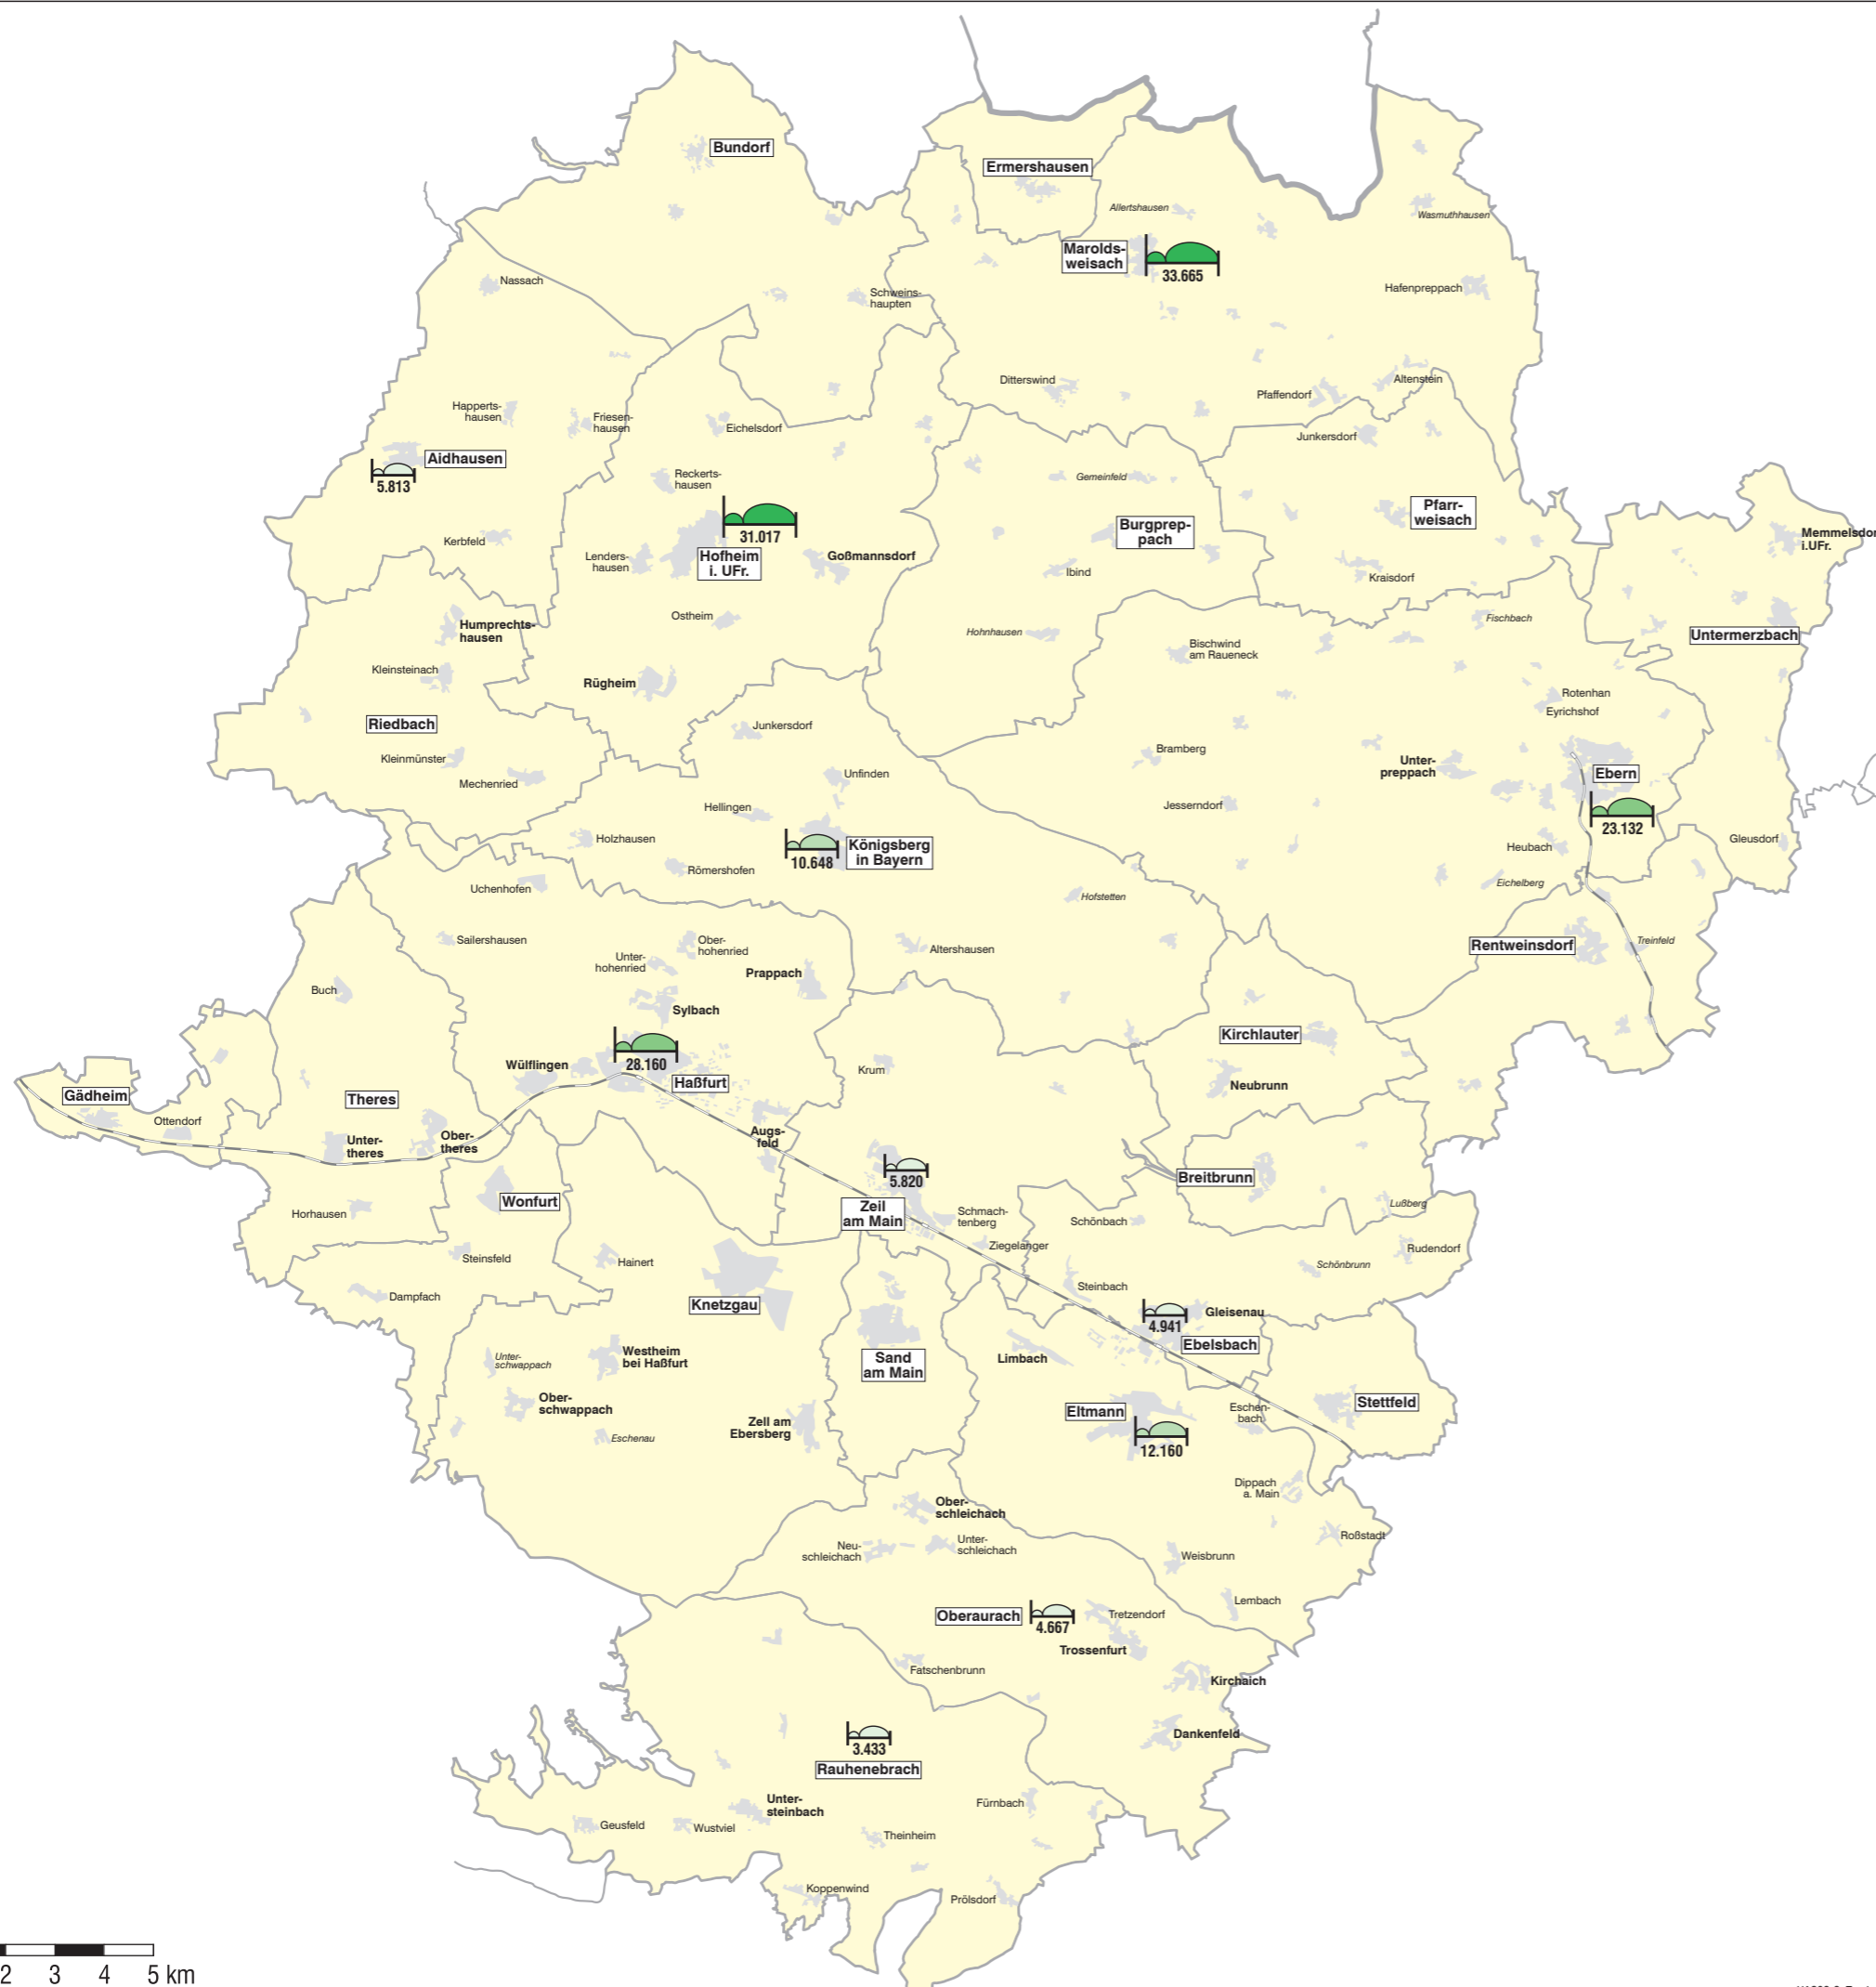 Bundorf
Ermershausen
Allertshausen
Wasmuthhausen
Marolds-
weisach
33.665
Nassach
Schweins-
haupten
Hafenpreppach
Ditterswind
Altenstein
Pfaffendorf
Happerts-
hausen
Friesen-
hausen
Eichelsdorf
Junkersdorf
Aidhausen
5.813
Reckerts-
hausen
Gemeinfeld
Pfarr-
weisach
31.017
Burgprep-
pach
Memmelsdor
i.UFr.
Kerbfeld
Lenders-
hausen
Hofheim
i. UFr.
Goßmannsdorf
Ibind
Kraisdorf
Ostheim
Fischbach
Humprechts-
hausen
Hohnhausen
Untermerzbach
Bischwind
am Raueneck
Kleinsteinach
Rügheim
Rotenhan
Eyrichshof
Riedbach
Junkersdorf
Kleinmünster
Bramberg
Unter-
preppach
Mechenried
Unfinden
Ebern
Hellingen
Jesserndorf
23.132
Holzhausen
Königsberg
in Bayern
10.648
Gleusdorf
Heubach
Römershofen
Uchenhofen
Eichelberg
Hofstetten
Sailershausen
Ober-
hohenried
Unter-
hohenried
Altershausen
Rentweinsdorf
Treinfeld
Prappach
Buch
Sylbach
Kirchlauter
Wülflingen
28.160
Haßfurt
Krum
Neubrunn
Gädheim
Theres
Ottendorf
Unter-
theres
Ober-
theres
Augs-
feld
5.820
Breitbrunn
Wonfurt
Horhausen
Zeil
am Main
Schmach-
tenberg
Schönbach
Lußberg
Ziegelanger
Rudendorf
Steinsfeld
Hainert
Schönbrunn
Dampfach
Steinbach
Knetzgau
Gleisenau
4.941
Ebelsbach
Unter-
schwappach
Westheim
bei Haßfurt
Sand
am Main
Limbach
Ober-
schwappach
Stettfeld
Eltmann
Eschen-
bach
Zell am
Ebersberg
Eschenau
12.160
Dippach
a. Main
Ober-
schleichach
Roßstadt
Neu-
schleichach
Unter-
schleichach
Weisbrunn
Lembach
Oberaurach
4.667
Tretzendorf
Trossenfurt
Fatschenbrunn
Kirchaich
Dankenfeld
3.433
Rauhenebrach
Unter-
steinbach
Fürnbach
Geusfeld
Wustviel
Theinheim
Koppenwind
Prölsdorf
2 3 4 5 km